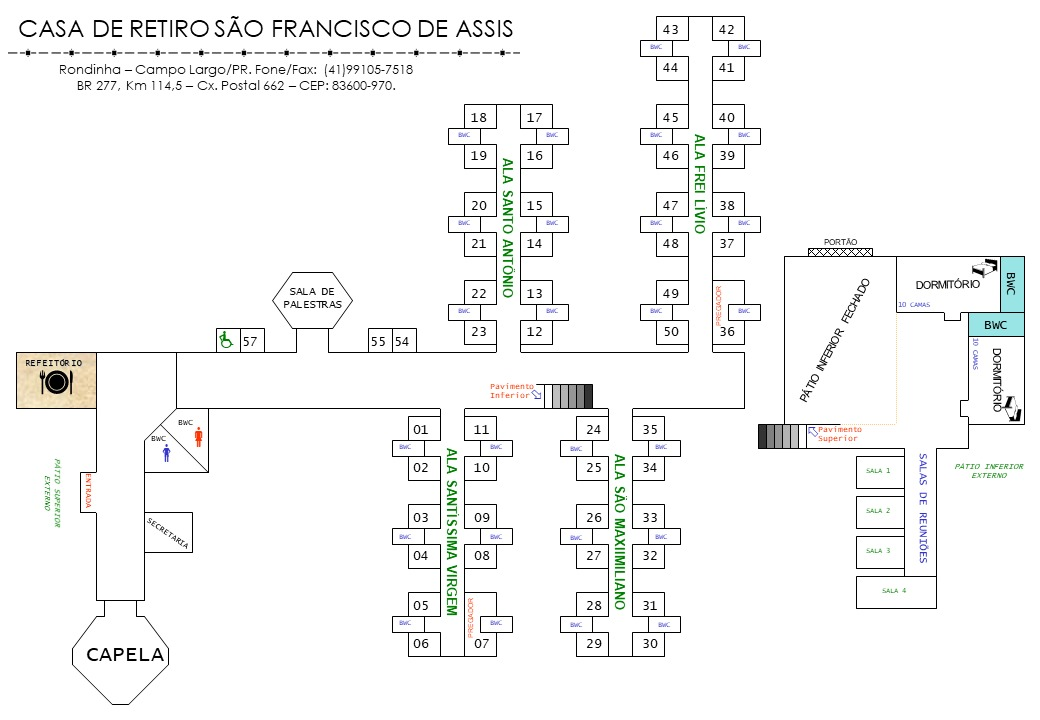 CASA DE RETIRO SÃO FRANCISCO DE ASSIS
Rondinha – Campo Largo/PR. Fone/Fax: (41)99105-7518
BR 277, Km 114,5 – Cx. Postal 662 – CEP: 83600-970.
43
42
BWC
44
41
45
40
BWC
BWC
46
39
ALA FREI LÍVIO
47
38
BWC
BWC
48
37
49
PREGADOR
BWC
BWC
50
36
18
17
BWC
BWC
19
16
ALA SANTO ANTÔNIO
20
15
BWC
BWC
21
14
22
13
BWC
BWC
23
12
SALA DE
PALESTRAS
57
55
54
REFEITÓRIO
Pavimento
Inferior
BWC
BWC
ENTRADA
PÁTIO SUPERIOR
EXTERNO
SECRETARIA
CAPELA
01
11
BWC
BWC
02
10
ALA SANTÍSSIMA VIRGEM
03
09
BWC
BWC
04
08
05
PREGADOR
BWC
BWC
06
07
24
35
BWC
BWC
25
34
ALA SÃO MAXIIMILIANO
26
33
BWC
BWC
27
32
28
31
BWC
BWC
29
30
PORTÃO
PÁTIO INFERIOR FECHADO
DORMITÓRIO
10 CAMAS
BWC
BWC
10 CAMAS
DORMITÓRIO
Pavimento
Superior
SALA 1
SALA 2
SALA 3
SALA 4
SALAS DE REUNIÕES
PÁTIO INFERIOR
EXTERNO